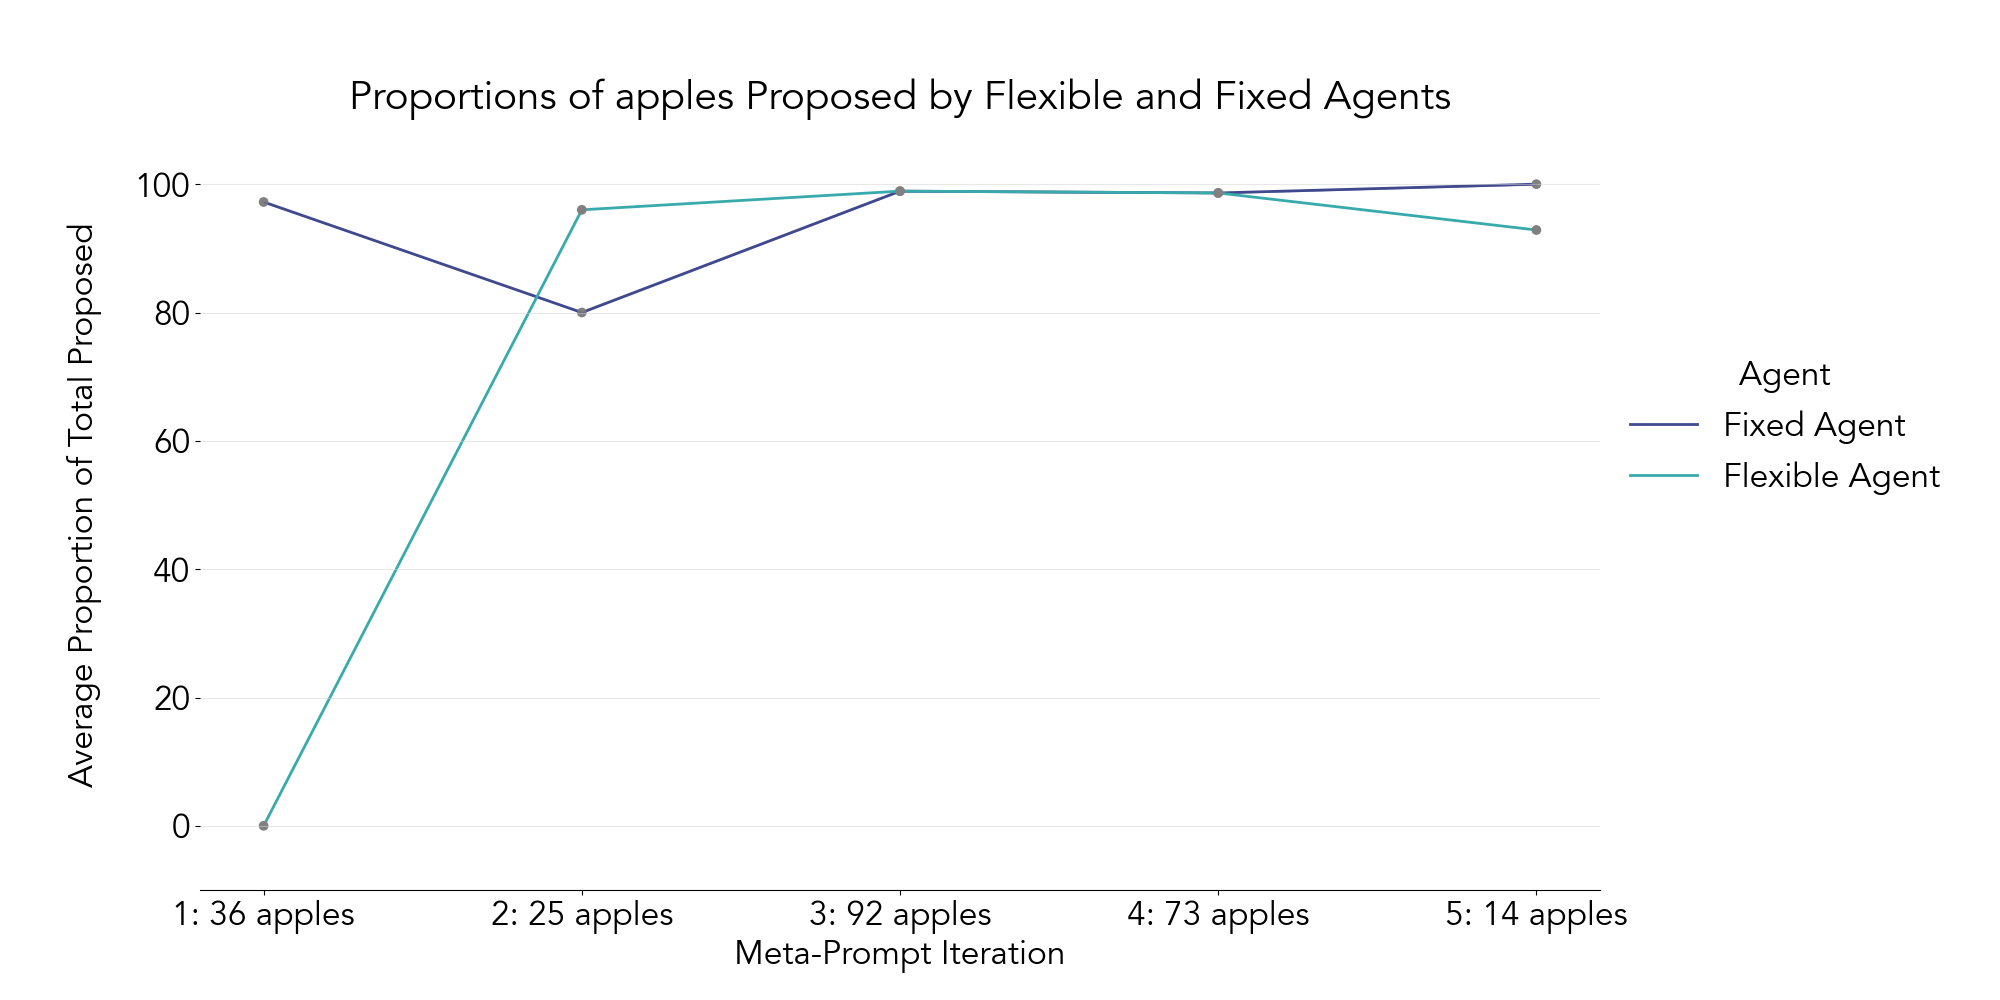 Proportions of apples Proposed by Flexible and Fixed Agents
Average Proportion of Total Proposed
100
80
60
40
20
0
1: 36 apples
2: 25 apples
3: 92 apples
4: 73 apples
5: 14 apples
Meta-Prompt Iteration
Agent
Fixed Agent
Flexible Agent